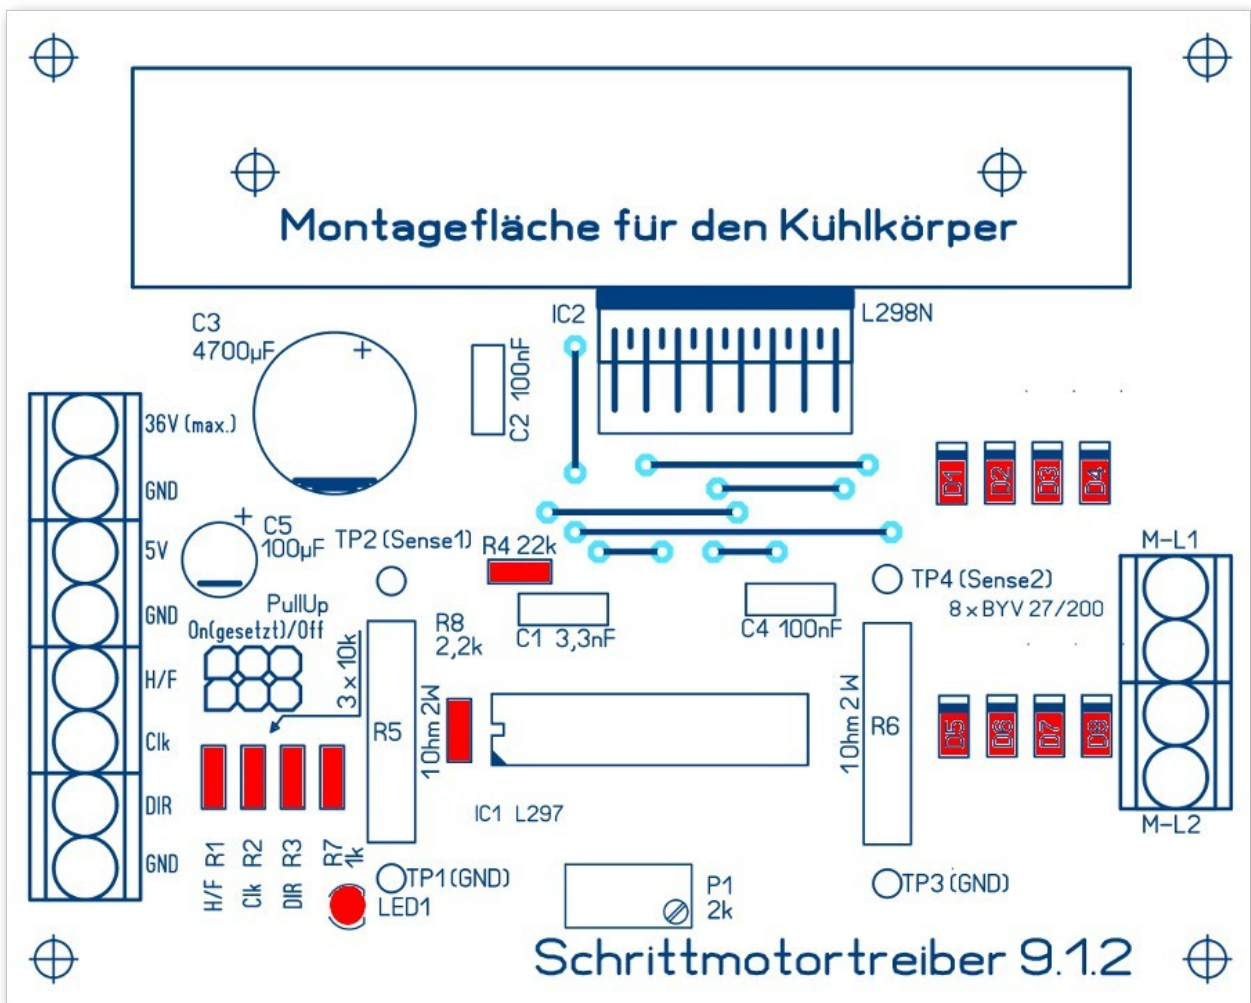 Montagefläche für den Kühlkörper
IC2
L298N
C3
4700µF
C2 100nF
36V (max.)
GND
5V
GND
C5
100µF
TP2 (Sense1)
R4 22k
PullUp
On(gesetzt)/Off
R8
2,2k
C1 3,3nF
C4 100nF
TP4 (Sense2)
8 x BYV 27/200
D1
D2
D3
D4
M-L1
H/F
Clk
DIR
GND
3 x 10k
R5
1Ohm 2W
1Ohm 2W
R6
D5
D6
D7
D8
M-L2
IC1 L297
H/F R1
Clk R2
DIR R3
R7
1k
TP1 (GND)
LED1
P1
2k
TP3 (GND)
Schrittmotortreiber 9.1.2